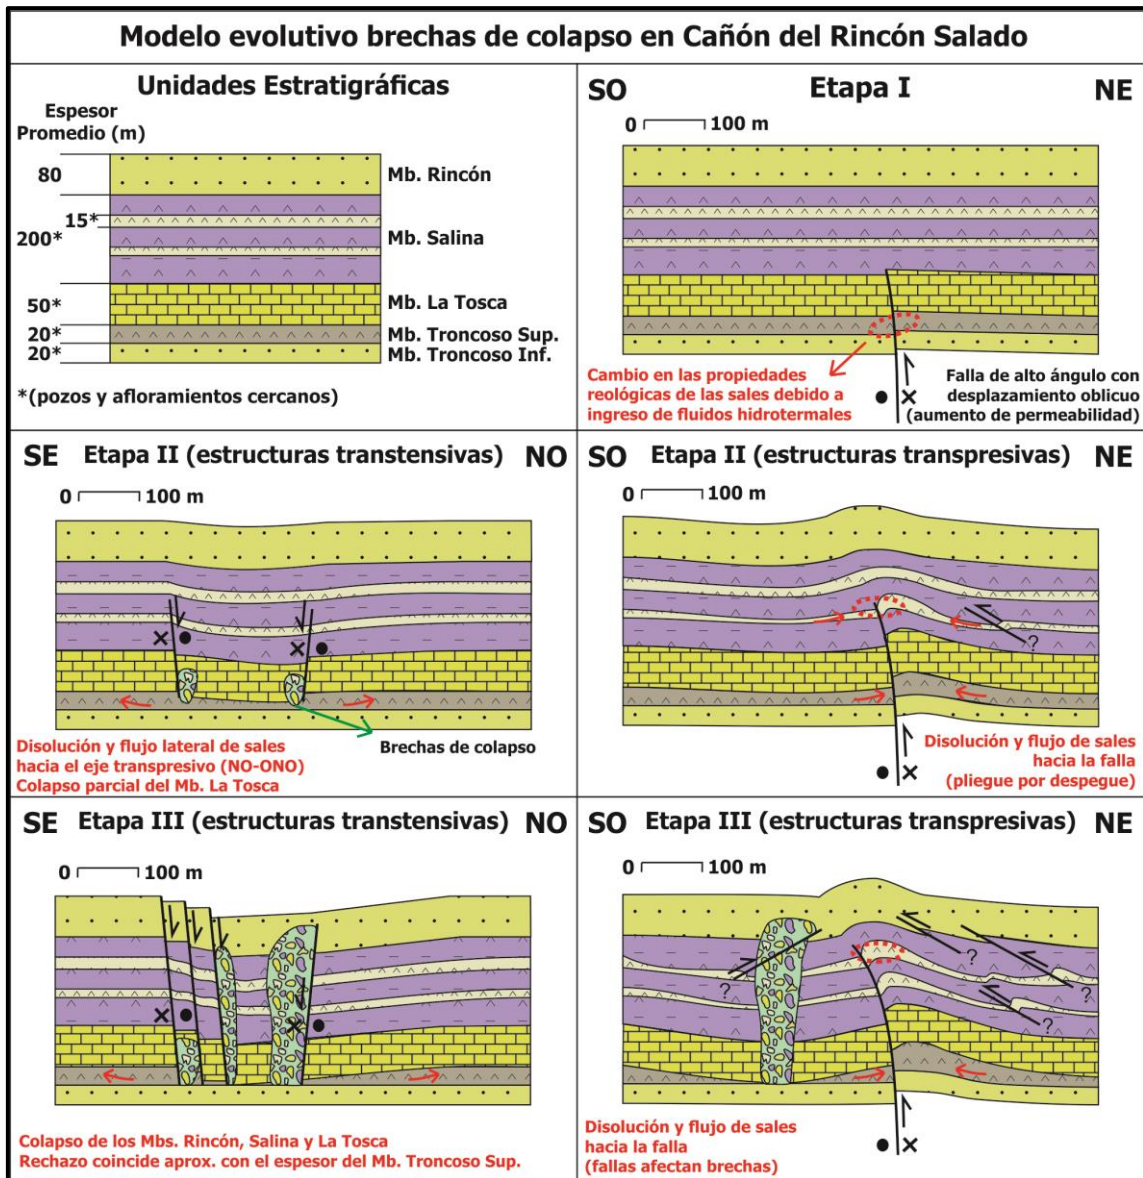 Modelo evolutivo brechas de colapso en Cañón del Rincón Salado
Unidades Estratigráficas
Espesor
Promedio (m)
80
15*
200*
50*
20*
20*
Mb. Rincón
Mb. Salina
Mb. La Tosca
Mb. Troncoso Sup.
Mb. Troncoso Inf.
*(pozos y afloramientos cercanos)
SO Etapa I NE
0 100 m
Cambio en las propiedades
reológicas de las sales debido a
ingreso de fluidos hidrotermales
Falla de alto ángulo con
desplazamiento oblicuo
(aumento de permeabilidad)
SE Etapa II (estructuras transtensivas) NO
0 100 m
Disolución y flujo lateral de sales
hacia el eje transpresivo (NO-ONO)
Colapso parcial del Mb. La Tosca
Brechas de colapso
SO Etapa II (estructuras transpresivas) NE
0 100 m
?
Disolución y flujo de sales
hacia la falla
(pliegue por despegue)
SE Etapa III (estructuras transtensivas) NO
0 100 m
Colapso de los Mbs. Rincón, Salina y La Tosca
Rechazo coincide aprox. con el espesor del Mb. Troncoso Sup.
SO Etapa III (estructuras transpresivas) NE
0 100 m
?
?
?
?
Disolución y flujo de sales
hacia la falla
(fallas afectan brechas)